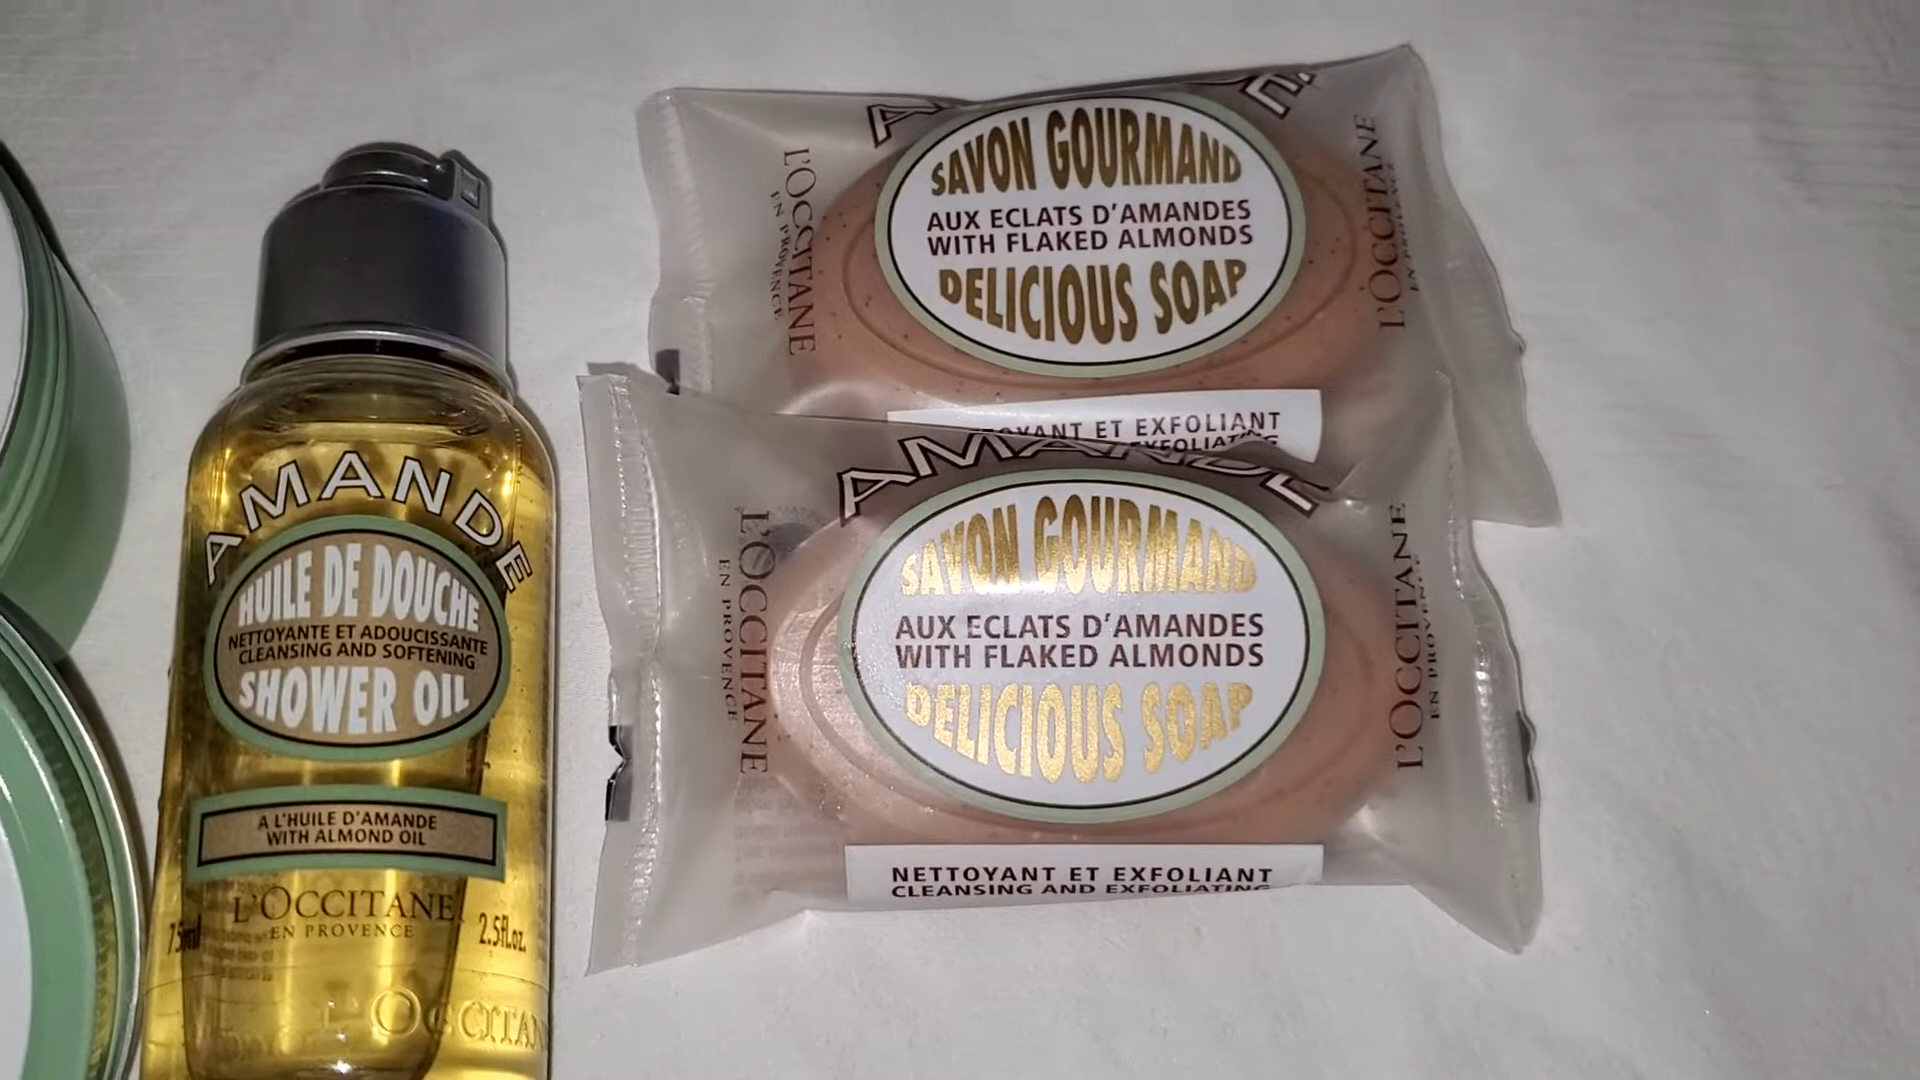 AMANDE
HUILE DE DOUCHE
NETTOYANTE ET ADOUCISSANTE
CLEANSING AND SOFTENING
SHOWER OIL
A L'HUILE D'AMANDE
WITH ALMOND OIL
L'OCCITANE
EN PROVENCE
75ml
2.5fl.oz.
L'OCCITAN
SAVON GOURMAND
AUX ECLATS D'AMANDES
WITH FLAKED ALMONDS
DELICIOUS SOAP
L'OCCITANE
EN PROVENCE
L'OCCITANE
EN PROVENCE
ET EXFOLIANT
EXFOLIATING
AMANDE
SAVON GOURMAND
AUX ECLATS D'AMANDES
WITH FLAKED ALMONDS
DELICIOUS SOAP
L'OCCITANE
EN PROVENCE
L'OCCITANE
EN PROVENCE
NETTOYANT ET EXFOLIANT
CLEANSING AND EXFOLIATING